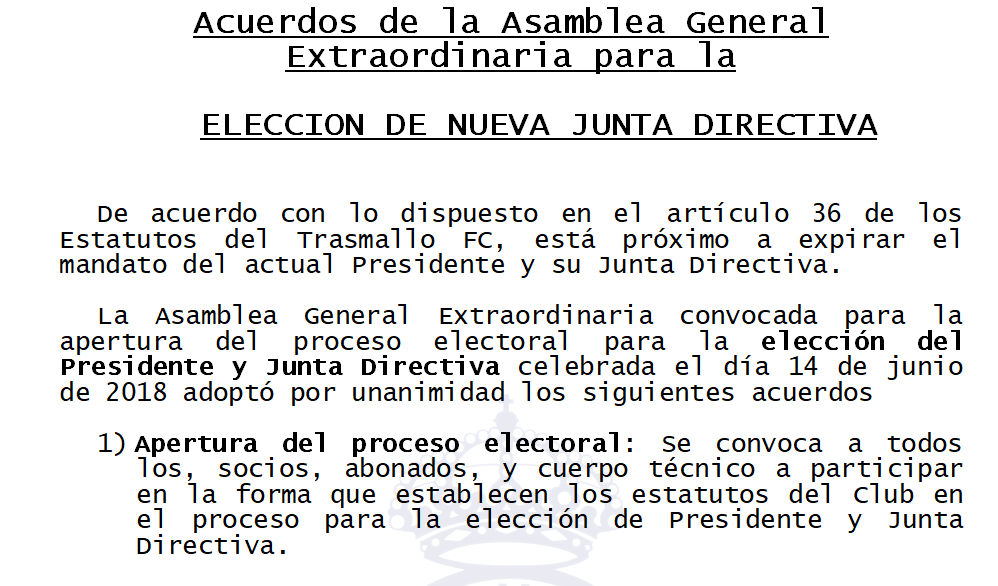 Acuerdos de la Asamblea General
Extraordinaria para la
ELECCION DE NUEVA JUNTA DIRECTIVA
De acuerdo con lo dispuesto en el artículo 36 de los
Estatutos del Trasmallo FC, está próximo a expirar el
mandato del actual Presidente y su Junta Directiva.
La Asamblea General Extraordinaria convocada para la
apertura del proceso electoral para la elección del
Presidente y Junta Directiva celebrada el día 14 de junio
de 2018 adoptó por unanimidad los siguientes acuerdos
1) Apertura del proceso electoral: Se convoca a todos
los, socios, abonados, y cuerpo técnico a participar
en la forma que establecen los estatutos del Club en
el proceso para la elección de Presidente y Junta
Directiva.